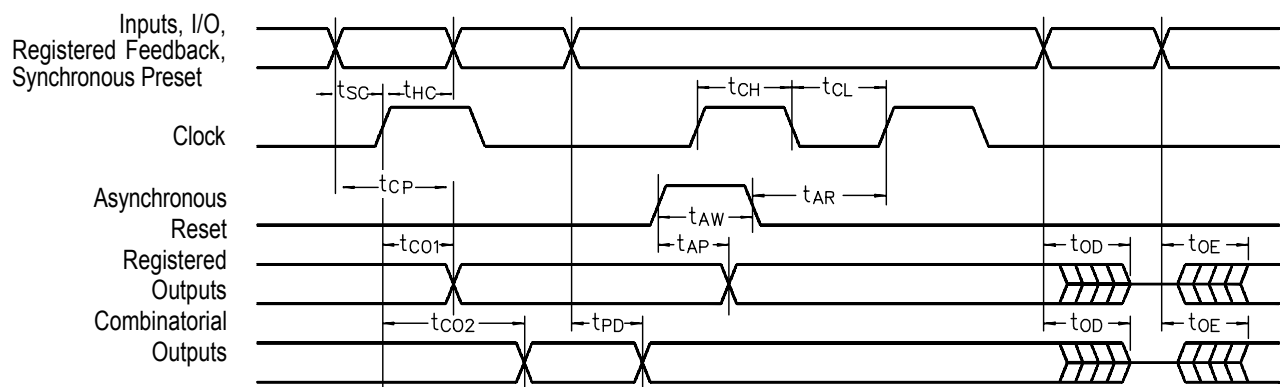 Inputs, I/O,
Registered Feedback,
Synchronous Preset
tSC
tHC
tCH
tCL
Clock
tCP
Asynchronous
Reset
tAW
tAR
tCO1
tAP
tOD
tOE
Registered
Outputs
Combinatorial
Outputs
tCO2
tPD
tOD
tOE